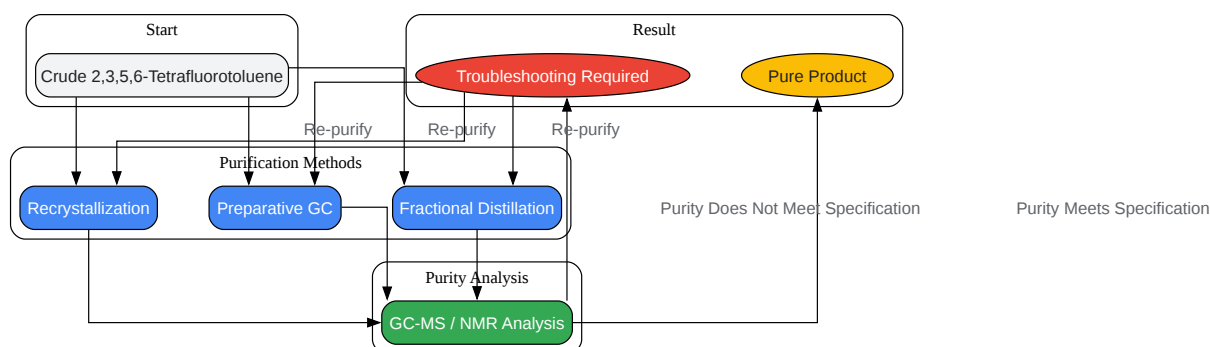 Start
Result
Crude 2,3,5,6-Tetrafluorotoluene
Troubleshooting Required
Pure Product
Re-purify
Re-purify
Re-purify
Purification Methods
Recrystallization
Preparative GC
Fractional Distillation
Purity Does Not Meet Specification
Purity Meets Specification
Purity Analysis
GC-MS / NMR Analysis